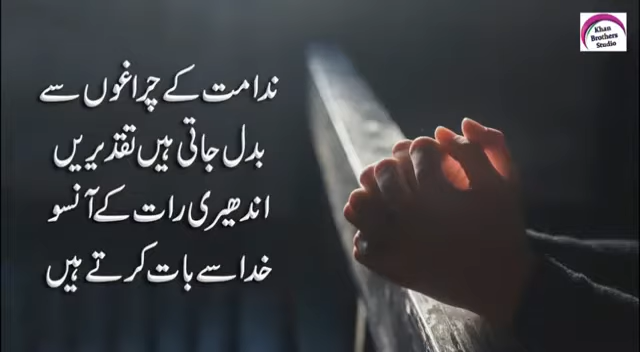 Khan
Brothers
Studio
ندامت کے چراغوں سے
بدل جاتی ہیں تقدیریں
اندھیری رات کے آنسو
خدا سے بات کرتے ہیں